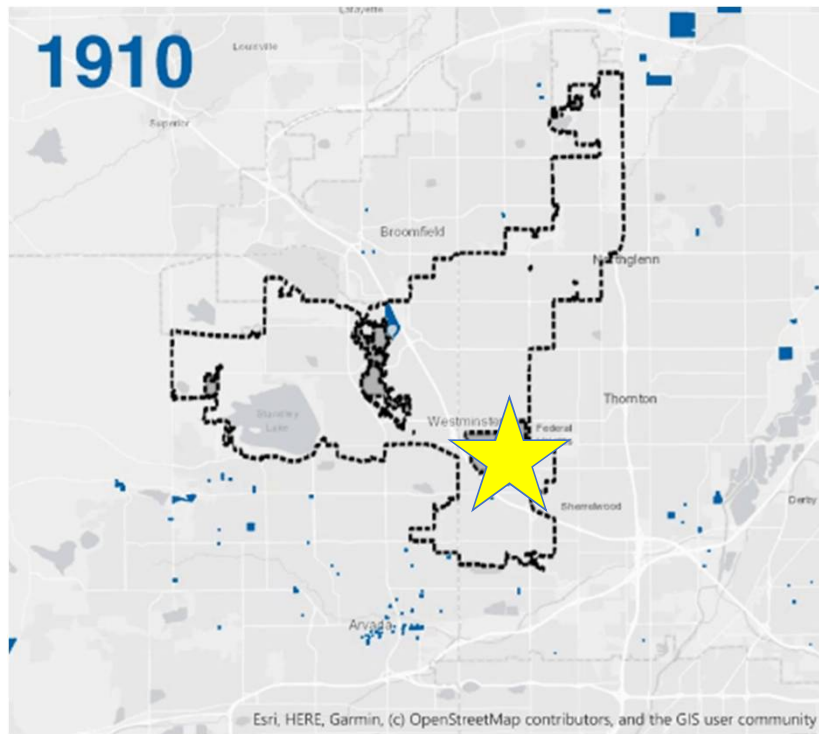 Lafayette
1910
Louisville
Superior
Broomfield
Northglenn
Thornton
Westminster
Federal
Standley
Lake
Sherrelwood
Derby
Arvada
Esri, HERE, Garmin, (c) OpenStreetMap contributors, and the GIS user community